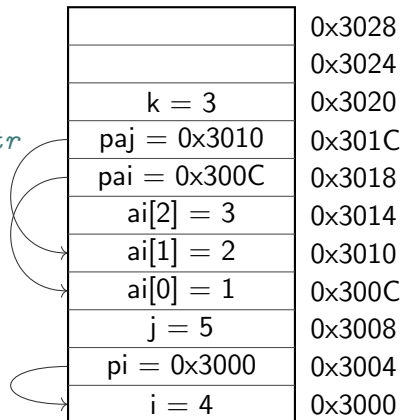 0x3028
0x3024
k = 3 0x3020
paj = 0x3010 0x301C
pai = 0x300C 0x3018
ai[2] = 3 0x3014
ai[1] = 2 0x3010
ai[0] = 1 0x300C
j = 5 0x3008
pi = 0x3000 0x3004
i = 4 0x3000